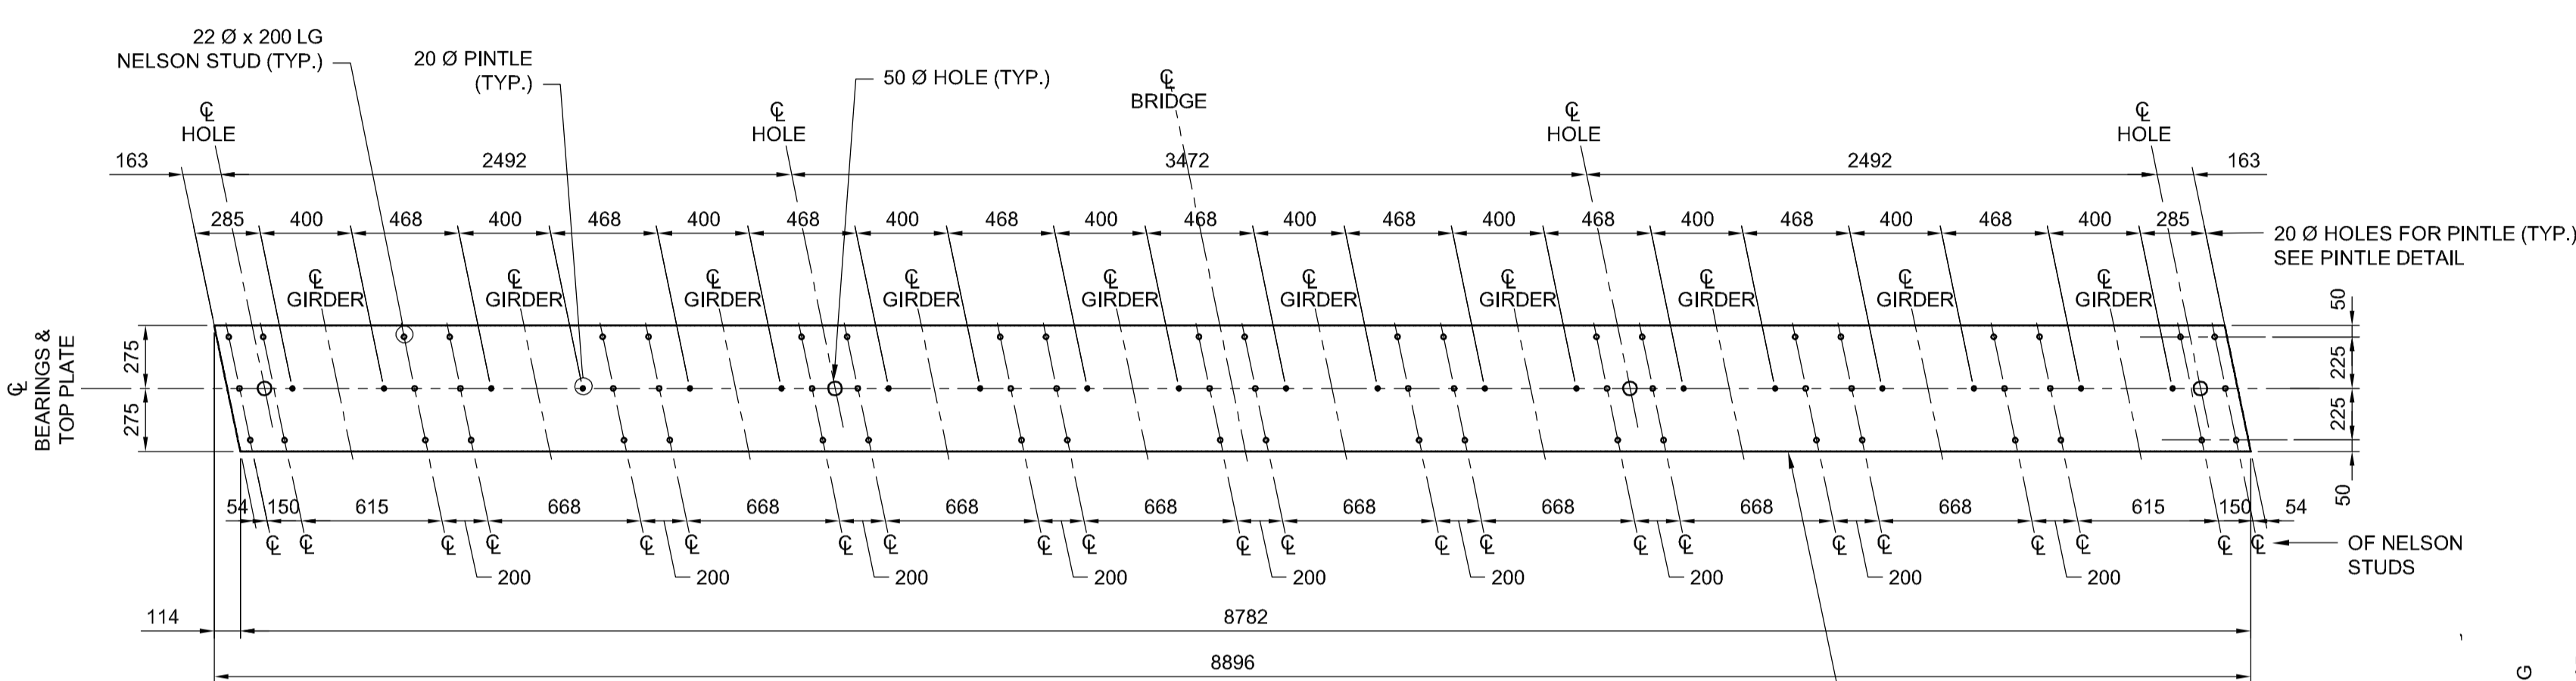 22 Ø x 200 LG
NELSON STUD (TYP.)
20 Ø PINTLE
(TYP.)
50 Ø HOLE (TYP.)
℄
BRIDGE
℄
HOLE
℄
HOLE
℄
HOLE
℄
HOLE
163 2492 3472 2492 163
285 400 468 400 468 400 468 400 468 400 468 400 468 400 468 400 468 400 468 400 285
20 Ø HOLES FOR PINTLE (TYP.)
SEE PINTLE DETAIL
℄
GIRDER
℄
GIRDER
℄
GIRDER
℄
GIRDER
℄
GIRDER
℄
GIRDER
℄
GIRDER
℄
GIRDER
℄
GIRDER
℄
BEARINGS &
TOP PLATE
275
275
50
225
225
50
54 150 615 668 668 668 668 668 668 668 668 615 150 54
℄ ℄ ℄ ℄ ℄ ℄ ℄ ℄ ℄ ℄ ℄ ℄ ℄ ℄ ℄ ℄ ℄ ℄ ℄ ℄ ℄ ℄
OF NELSON
STUDS
200 200 200 200 200 200 200 200 200
114 8782
8896
G